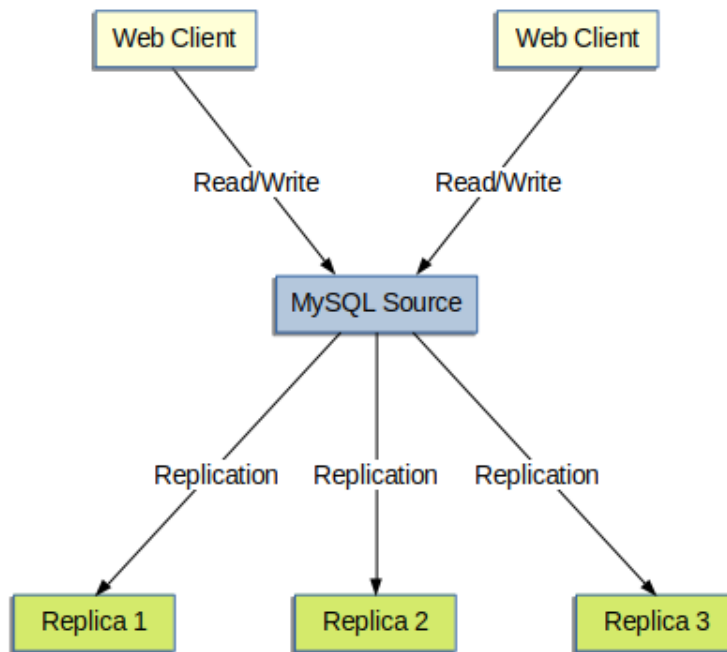 Web Client
Web Client
Read/Write
Read/Write
MySQL Source
Replication
Replication
Replication
Replica 1
Replica 2
Replica 3